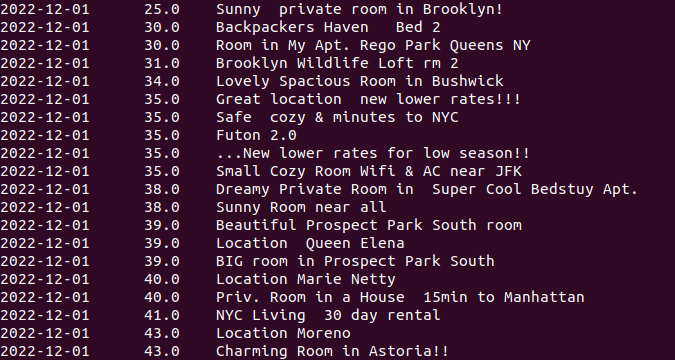 2022-12-01 25.0 Sunny  private room in Brooklyn!
2022-12-01 30.0 Backpackers Haven   Bed 2
2022-12-01 30.0 Room in My Apt. Rego Park Queens NY
2022-12-01 31.0 Brooklyn Wildlife Loft rm 2
2022-12-01 34.0 Lovely Spacious Room in Bushwick
2022-12-01 35.0 Great location  new lower rates!!!
2022-12-01 35.0 Safe  cozy & minutes to NYC
2022-12-01 35.0 Futon 2.0
2022-12-01 35.0 ...New lower rates for low season!!
2022-12-01 35.0 Small Cozy Room Wifi & AC near JFK
2022-12-01 38.0 Dreamy Private Room in  Super Cool Bedstuy Apt.
2022-12-01 38.0 Sunny Room near all
2022-12-01 39.0 Beautiful Prospect Park South room
2022-12-01 39.0 Location  Queen Elena
2022-12-01 39.0 BIG room in Prospect Park South
2022-12-01 40.0 Location Marie Netty
2022-12-01 40.0 Priv. Room in a House  15min to Manhattan
2022-12-01 41.0 NYC Living  30 day rental
2022-12-01 43.0 Location Moreno
2022-12-01 43.0 Charming Room in Astoria!!